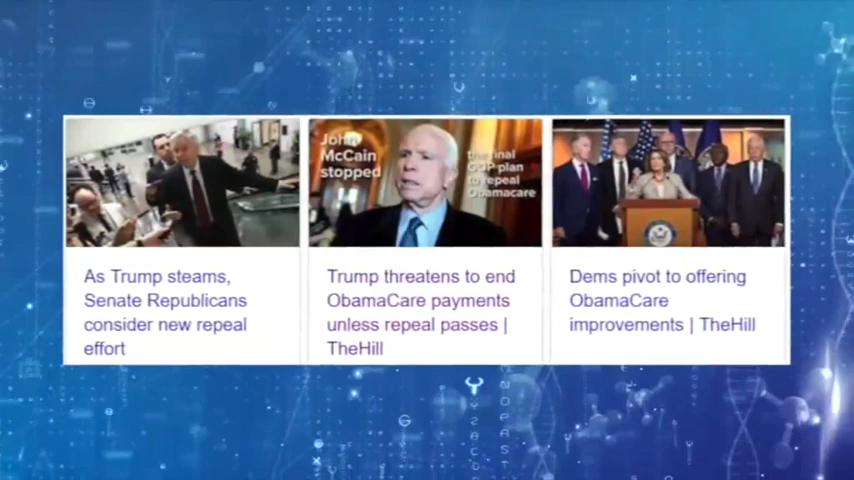 John
McCain
stopped
the final
GOP plan
to repeal
Obamacare
As Trump steams,
Senate Republicans
consider new repeal
effort
Trump threatens to end
ObamaCare payments
unless repeal passes |
TheHill
Dems pivot to offering
ObamaCare
improvements | TheHill